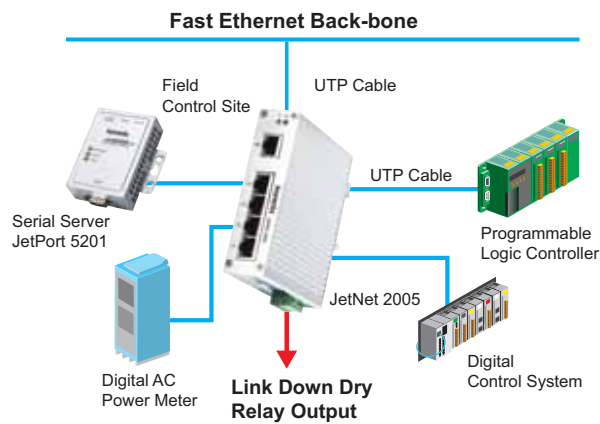 Fast Ethernet Back-bone
Field
Control Site
UTP Cable
UTP Cable
Serial Server
JetPort 5201
Programmable
Logic Controller
JetNet 2005
Digital AC
Power Meter
Link Down Dry
Relay Output
Digital
Control System